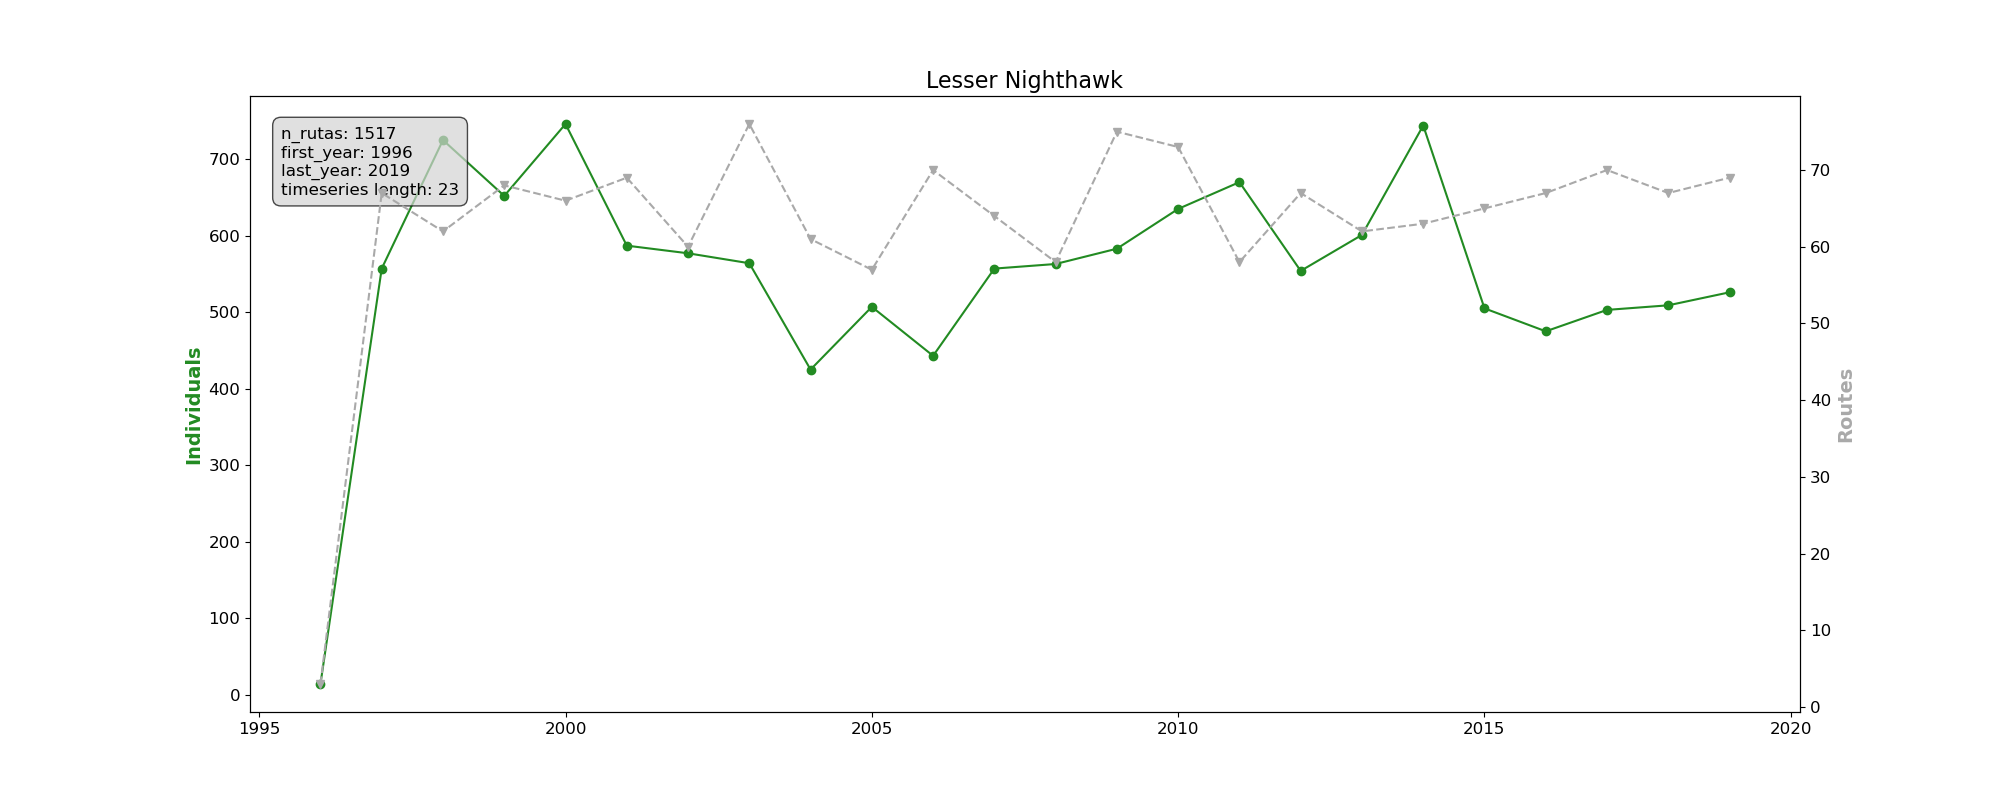 Lesser Nighthawk
n_rutas: 1517
first_year: 1996
last_year: 2019
timeseries length: 23
700
600
500
400
300
200
100
0
Individuals
70
60
50
40
30
20
10
0
Routes
1995 2000 2005 2010 2015 2020